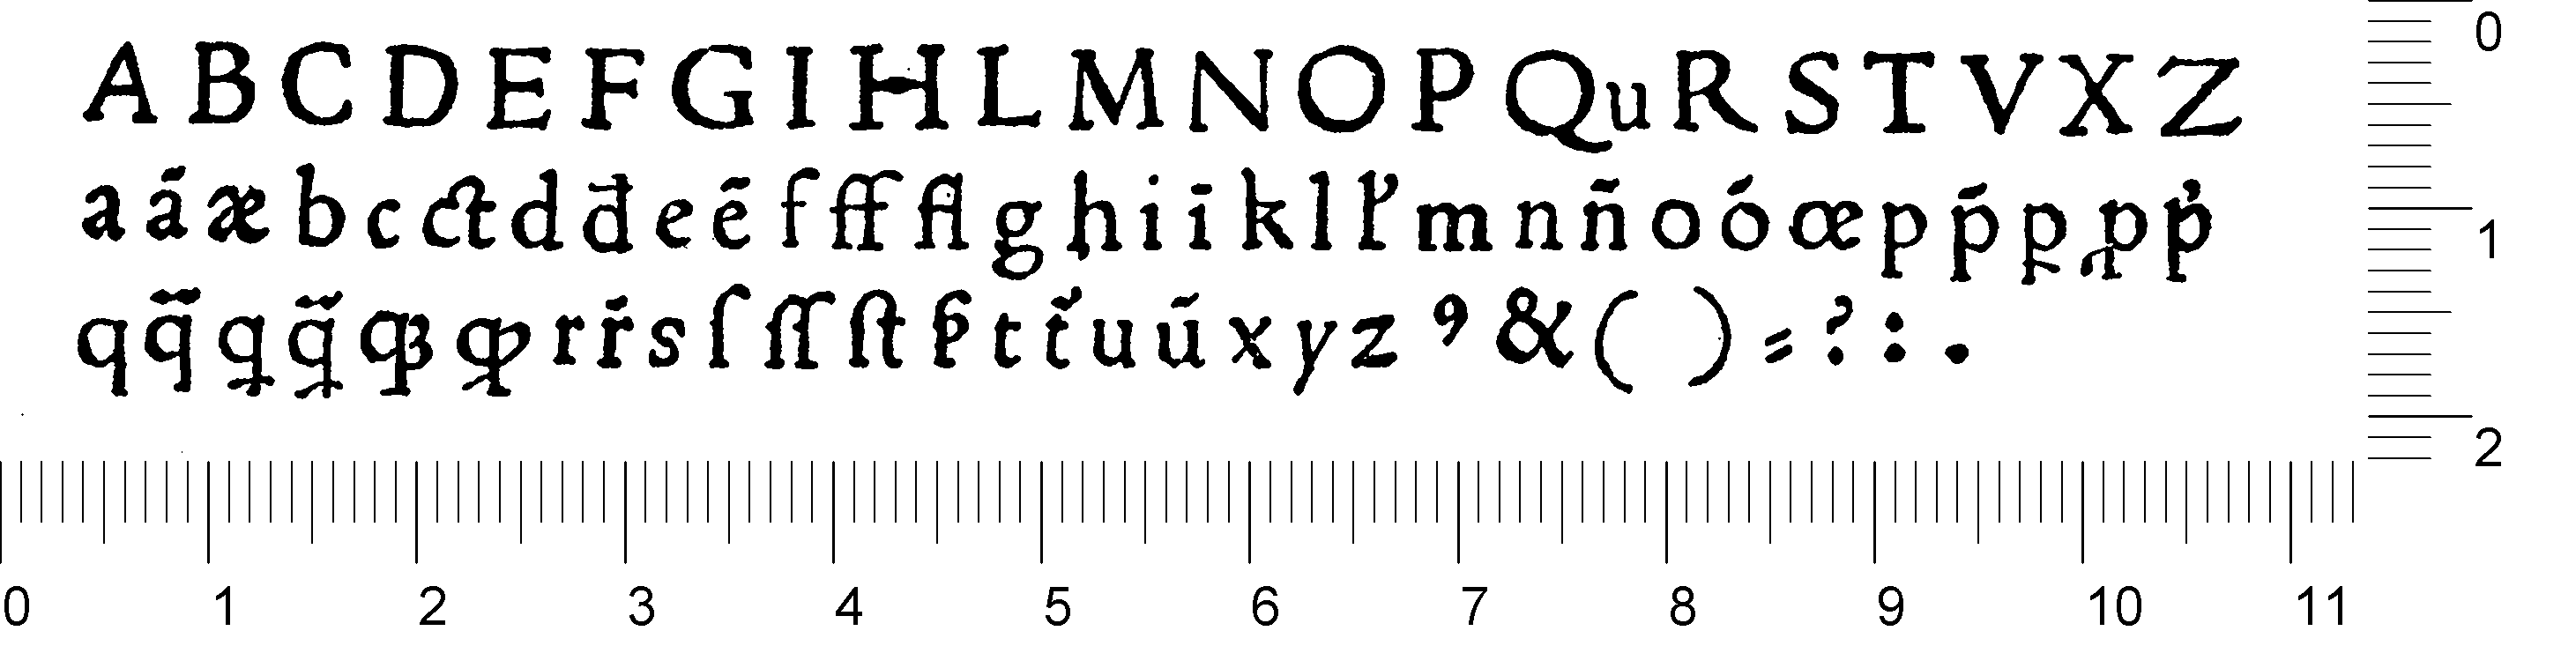 A B C D E F G I H L M N O P Qu R S T V X Z
a ã æ b c ct d đ e ẽ f ff fl g h i ī k l l' m n ñ o õ œ p p̃ ꝑ ꝓ p̓
q q̃ ꝗ ꝗ̃ qꝫ ꝙ r r̃ s ſ ſſ ſt ꝭ t t̃ u ũ x y z ꝰ & ( ) ⸗ ? : .
0 1 2 3 4 5 6 7 8 9 10 11
0
1
2